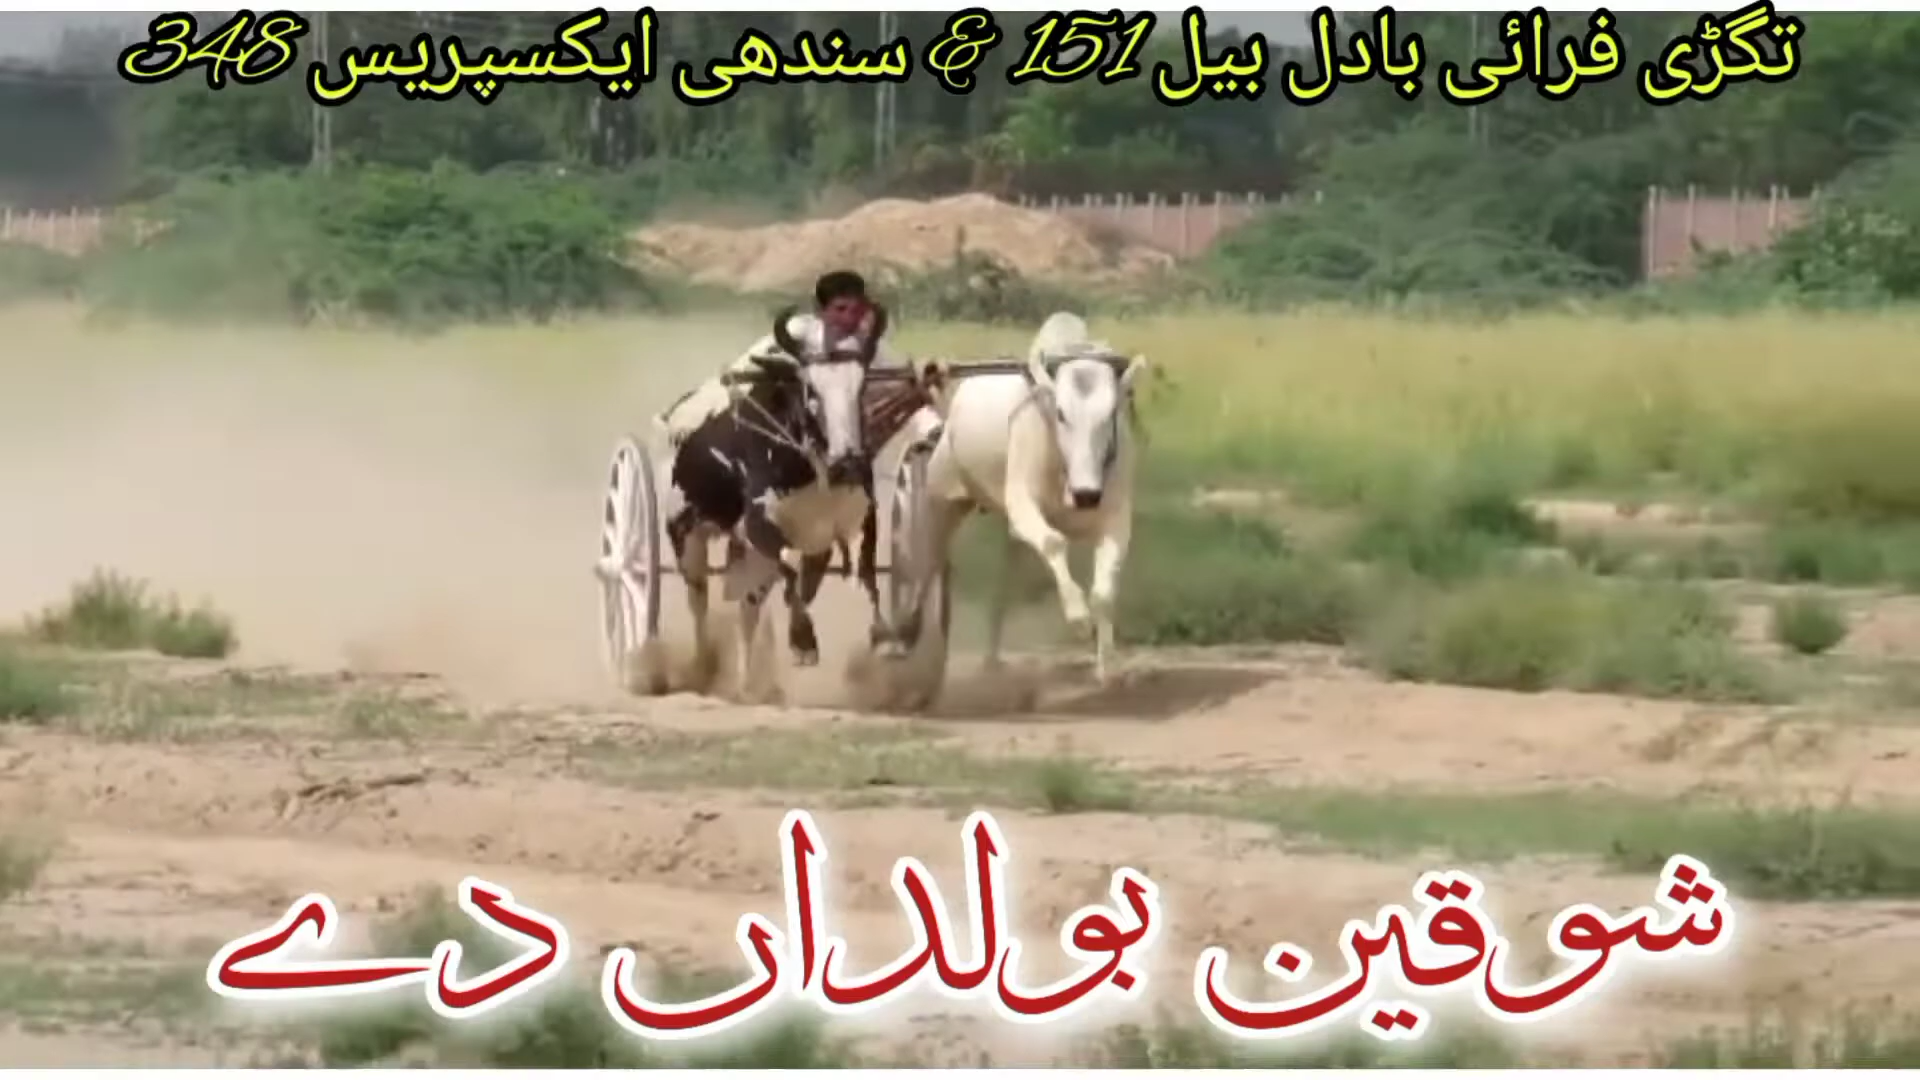 تگڑی فرائی بادل بیل 151 & سندھی ایکسپریس 348
شوقین بولداں دے